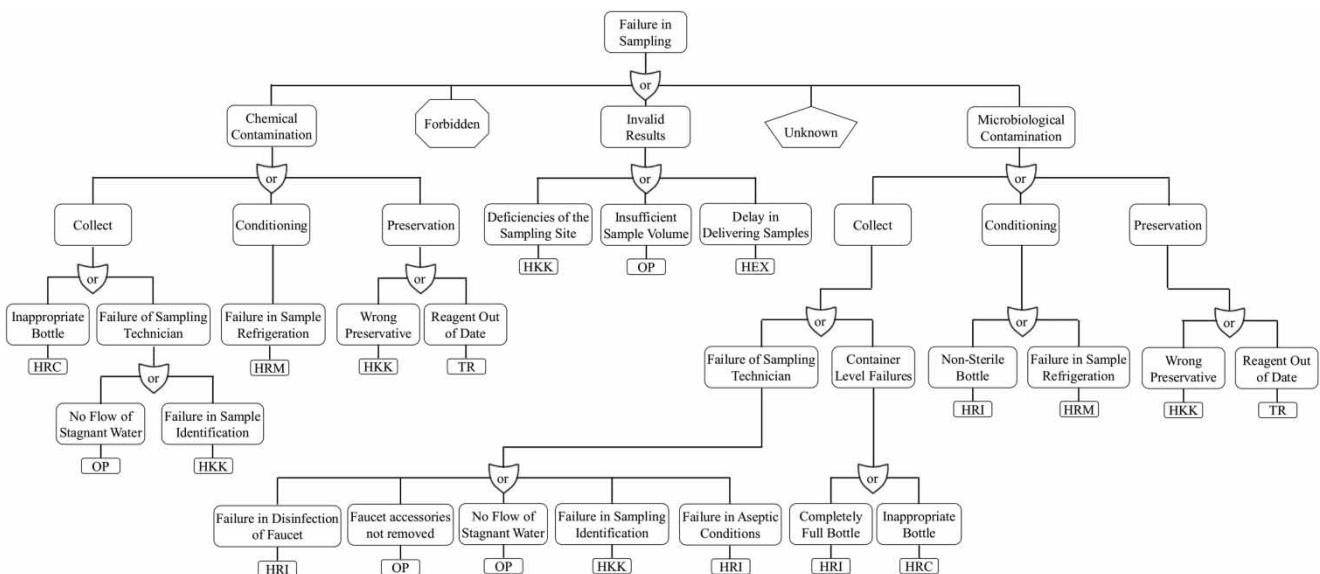 Failure in
Sampling
or
Chemical
Contamination
Forbidden
Invalid
Results
Unknown
Microbiological
Contamination
or
or
or
Collect
Conditioning
Preservation
Deficiencies of the
Sampling Site
Insufficient
Sample Volume
Delay in
Delivering Samples
Collect
Conditioning
Preservation
HKK
OP
HEX
or
or
Inappropriate
Bottle
Failure of Sampling
Technician
Failure in Sample
Refrigeration
Wrong
Preservative
Reagent Out
of Date
or
or
or
HRC
HRM
HKK
TR
Failure of Sampling
Technician
Container
Level Failures
Non-Sterile
Bottle
Failure in Sample
Refrigeration
Wrong
Preservative
Reagent Out
of Date
or
HRI
HRM
HKK
TR
No Flow of
Stagnant Water
Failure in Sample
Identification
OP
HKK
or
or
Failure in Disinfection
of Faucet
Faucet accessories
not removed
No Flow of
Stagnant Water
Failure in Sampling
Identification
Failure in Aseptic
Conditions
Completely
Full Bottle
Inappropriate
Bottle
HRI
OP
OP
HKK
HRI
HRI
HRC